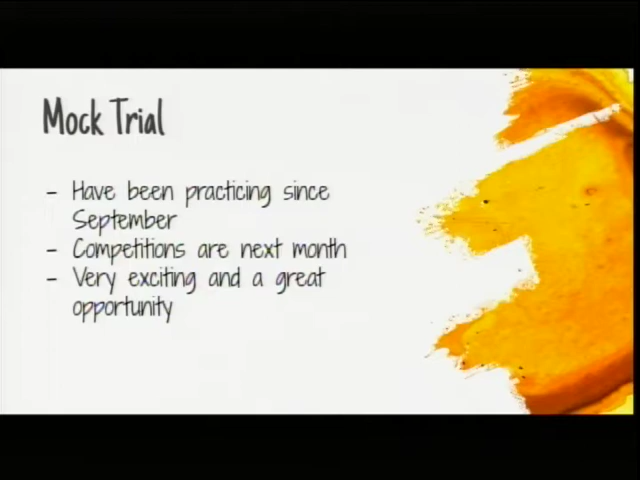 Mock Trial
- Have been practicing since
September
- Competitions are next month
- Very exciting and a great
opportunity